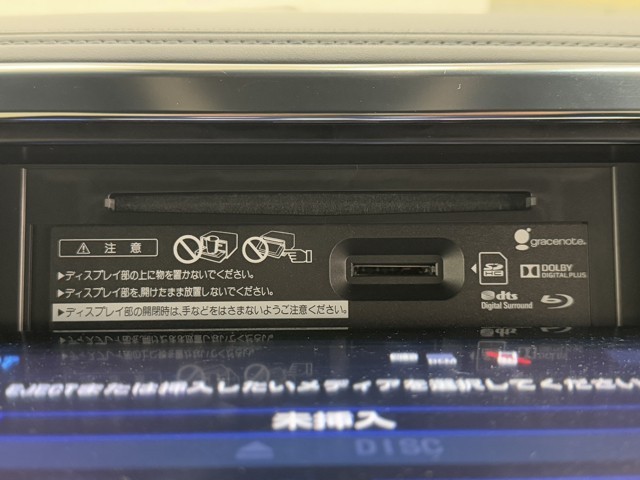 ⚠ 注意
▶ディスプレイ部の上に物を置かないでください。
▶ディスプレイ部を、開けたまま放置しないでください。
▶ディスプレイ部の開閉時は、手などをはさまないようご注意ください。
gracenote.
SD HC
DOLBY
DIGITAL PLUS
dts
Digital Surround
EJECTまたは挿入したいメディアを選択してください
未挿入
DISC